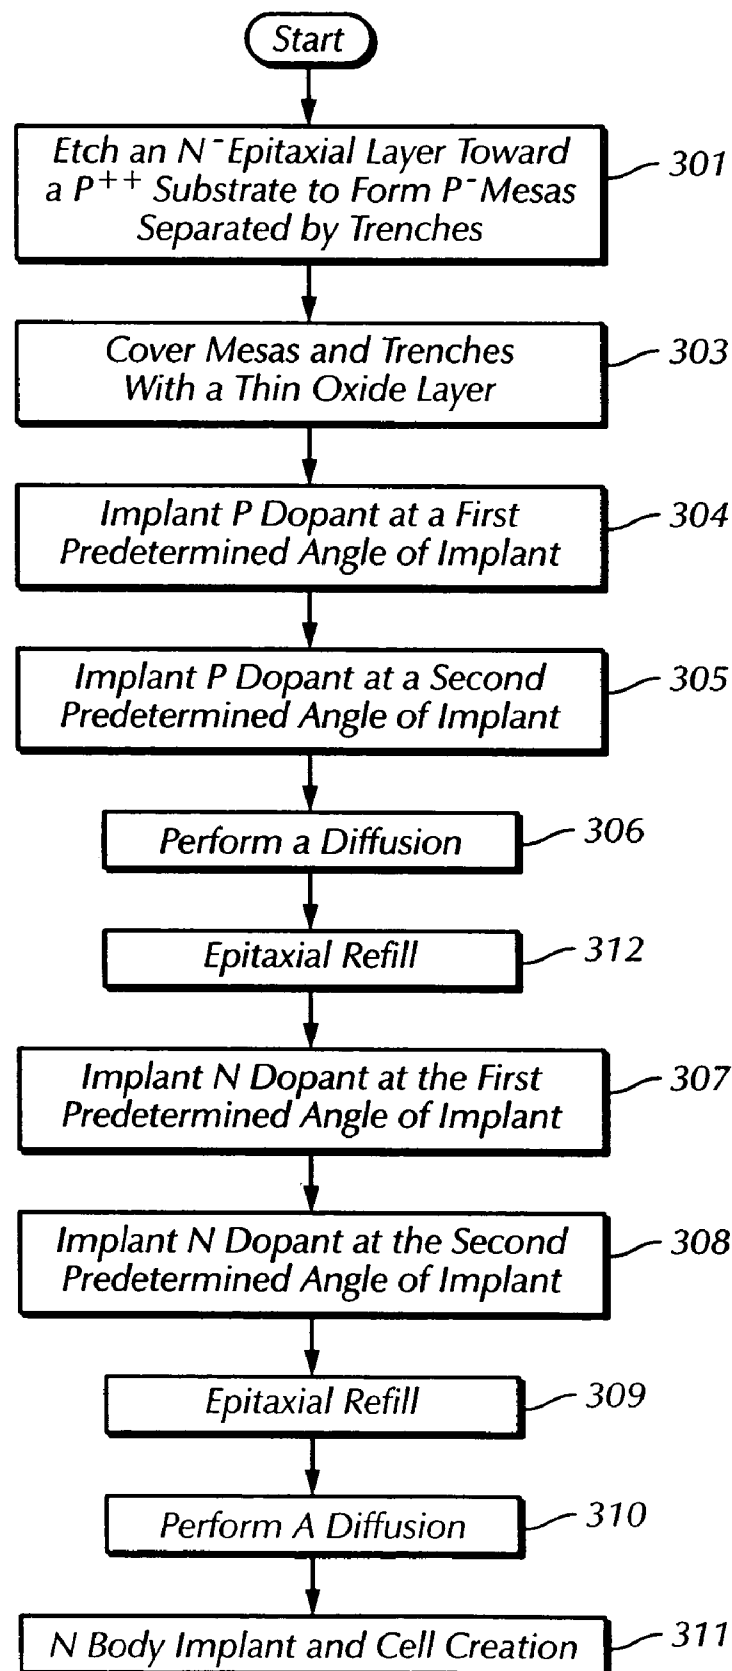 Start
Etch an N⁻ Epitaxial Layer Toward
a P⁺⁺ Substrate to Form P⁻ Mesas
Separated by Trenches
301
Cover Mesas and Trenches
With a Thin Oxide Layer
303
Implant P Dopant at a First
Predetermined Angle of Implant
304
Implant P Dopant at a Second
Predetermined Angle of Implant
305
Perform a Diffusion
306
Epitaxial Refill
312
Implant N Dopant at the First
Predetermined Angle of Implant
307
Implant N Dopant at the Second
Predetermined Angle of Implant
308
Epitaxial Refill
309
Perform A Diffusion
310
N Body Implant and Cell Creation
311